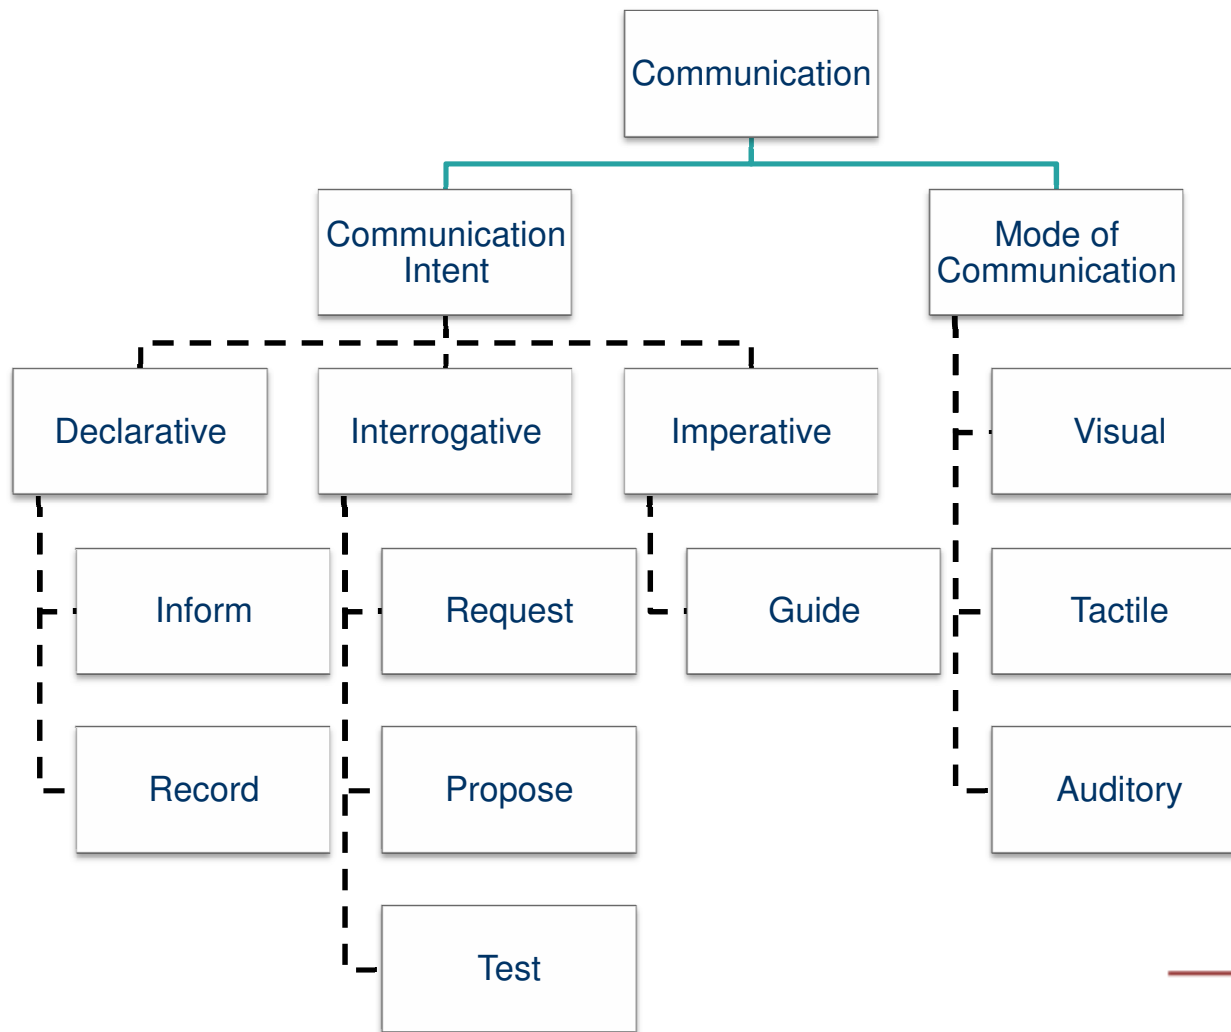 Communication
Communication
Intent
Mode of
Communication
Declarative
Interrogative
Imperative
Visual
Inform
Request
Guide
Tactile
Record
Propose
Auditory
Test